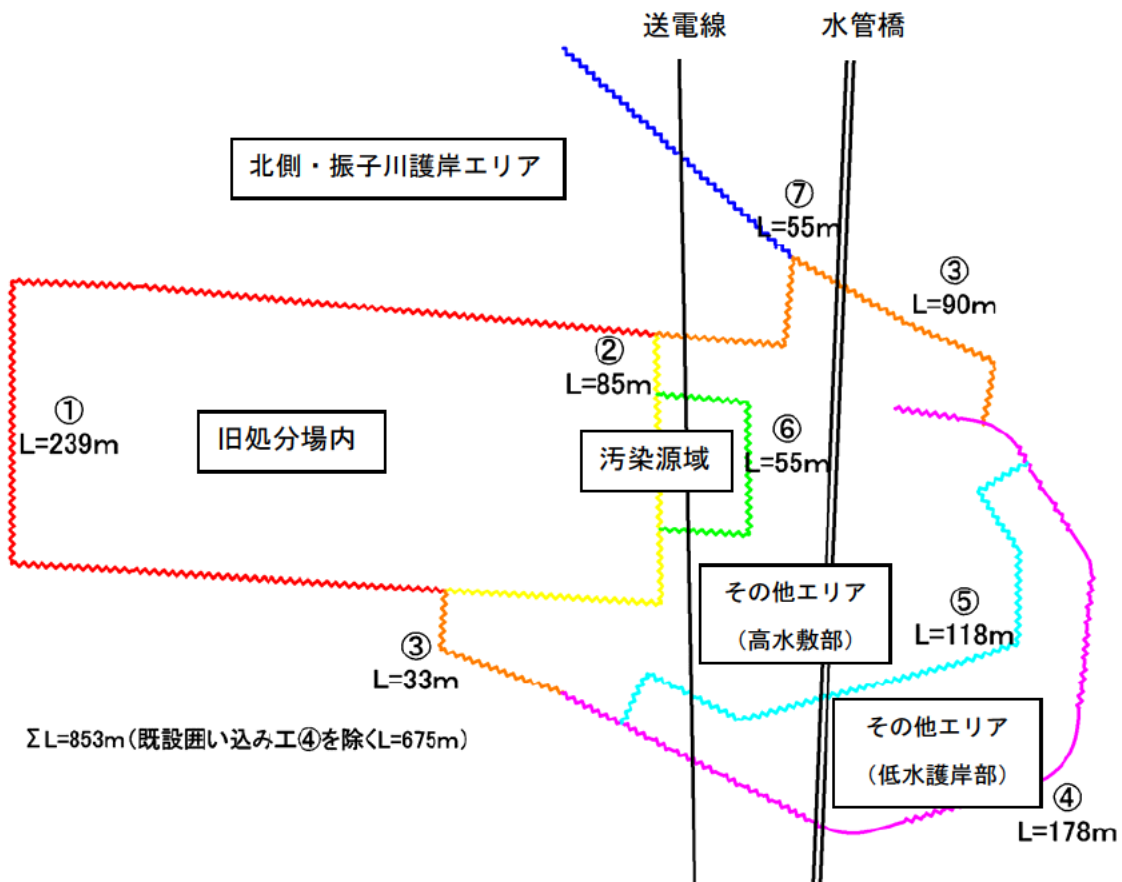 送電線
水管橋
北側・振子川護岸エリア
⑦
L=55m
③
L=90m
②
L=85m
①
L=239m
旧処分場内
汚染源域
⑥
L=55m
その他エリア
（高水敷部）
⑤
L=118m
③
L=33m
ΣL=853m（既設囲い込み工④を除くL=675m）
その他エリア
（低水護岸部）
④
L=178m